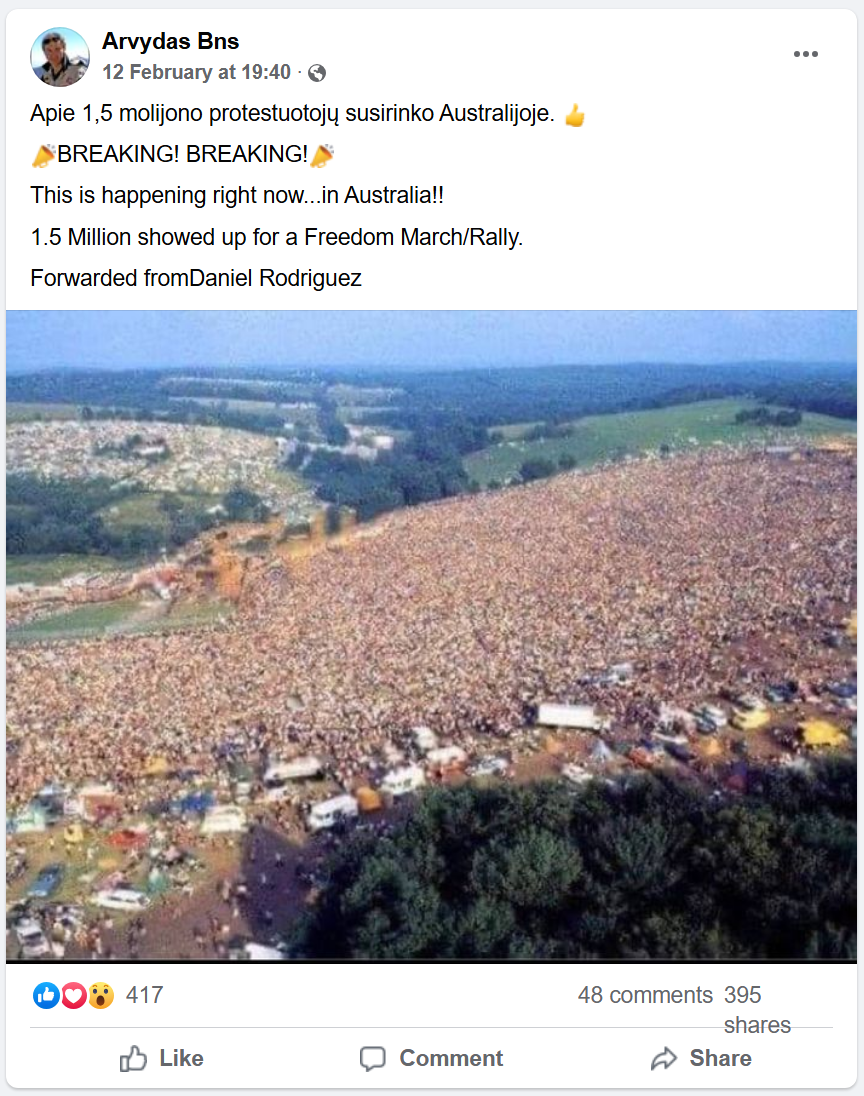 Arvydas Bns
12 February at 19:40 ·
Apie 1,5 molijono protestuotojų susirinko Australijoje. 👍
🎉BREAKING! BREAKING!🎉
This is happening right now...in Australia!!
1.5 Million showed up for a Freedom March/Rally.
Forwarded fromDaniel Rodriguez
417
48 comments 395 shares
Like Comment Share